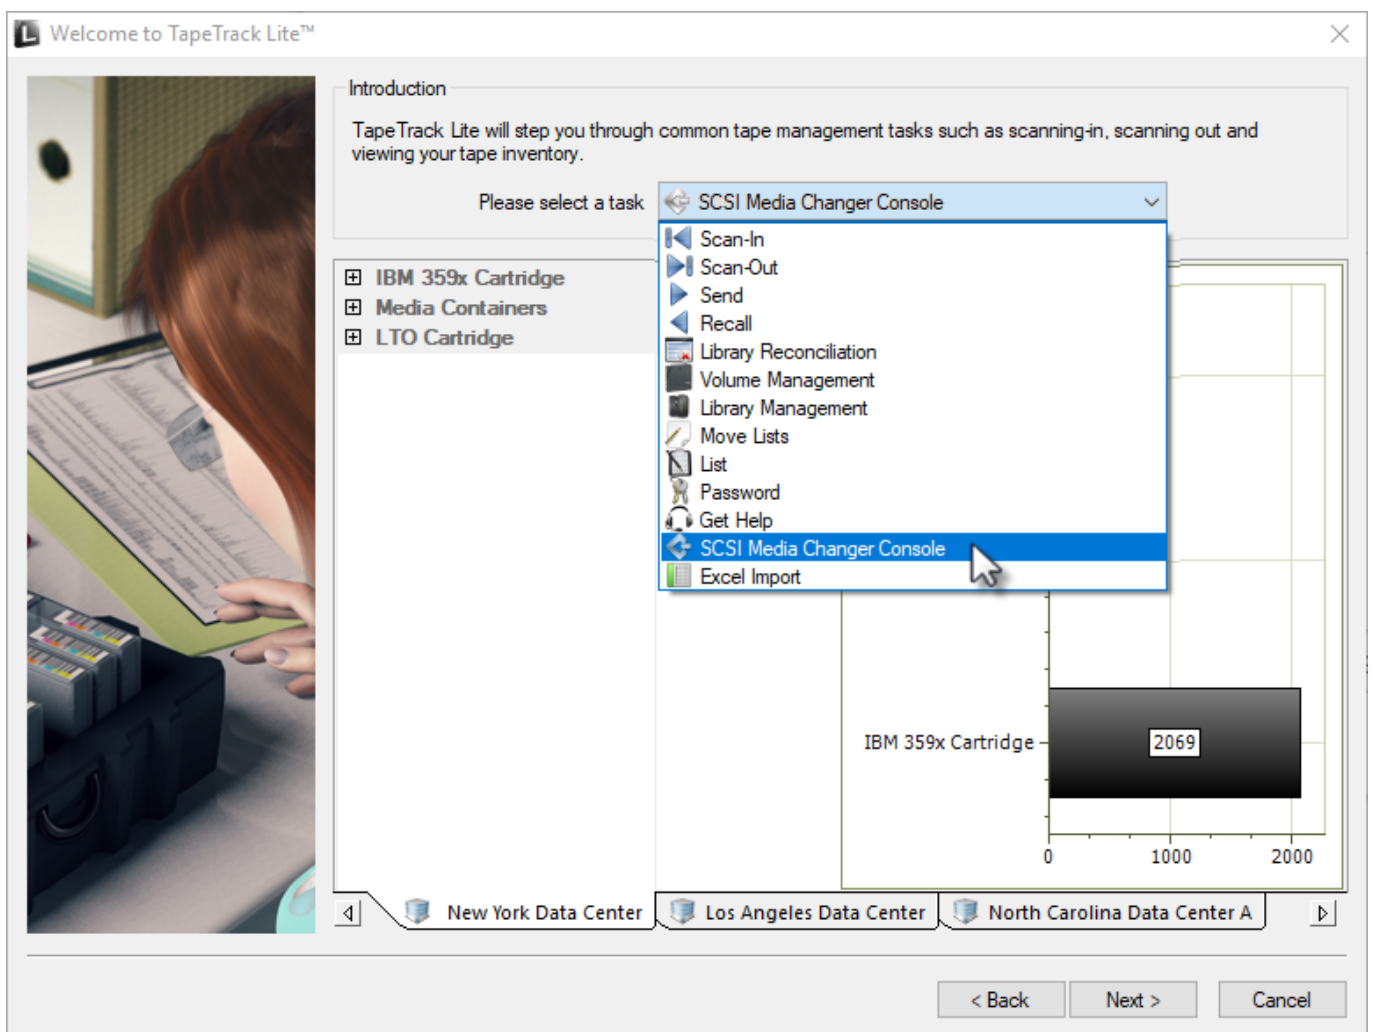 Welcome to TapeTrack Lite™
Introduction
TapeTrack Lite will step you through common tape management tasks such as scanning-in, scanning out and
viewing your tape inventory.
Please select a task
SCSI Media Changer Console
Scan-In
Scan-Out
Send
Recall
Library Reconciliation
Volume Management
Library Management
Move Lists
List
Password
Get Help
SCSI Media Changer Console
Excel Import
IBM 359x Cartridge
Media Containers
LTO Cartridge
IBM 359x Cartridge
2069
0 1000 2000
New York Data Center
Los Angeles Data Center
North Carolina Data Center A
< Back
Next >
Cancel